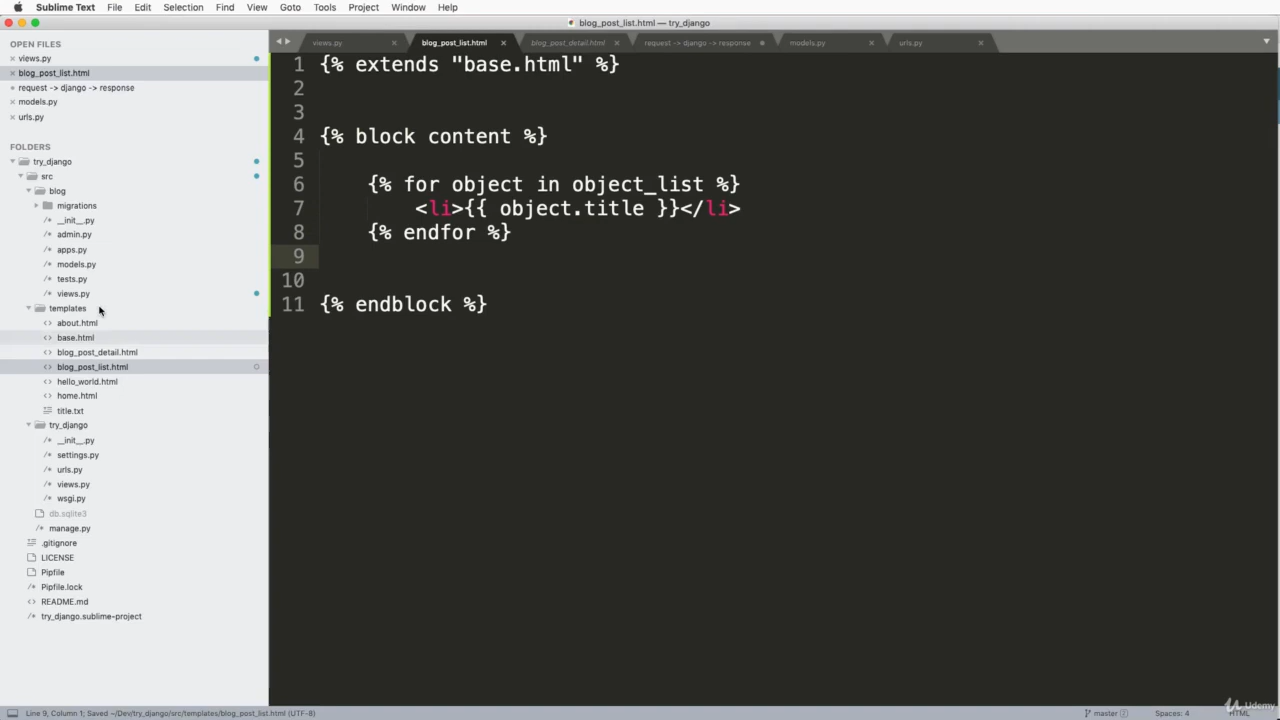 Sublime Text File Edit Selection Find View Goto Tools Project Window Help
blog_post_list.html — try_django
OPEN FILES
views.py
blog_post_list.html
request -> django -> response
models.py
urls.py
FOLDERS
try_django
src
blog
migrations
__init__.py
admin.py
apps.py
models.py
tests.py
views.py
templates
about.html
base.html
blog_post_detail.html
blog_post_list.html
hello_world.html
home.html
title.txt
try_django
__init__.py
settings.py
urls.py
views.py
wsgi.py
db.sqlite3
manage.py
.gitignore
LICENSE
Pipfile
Pipfile.lock
README.md
try_django.sublime-project
views.py blog_post_list.html blog_post_detail.html request -> django -> response models.py urls.py
1 {% extends "base.html" %}
2
3
4 {% block content %}
5
6 {% for object in object_list %}
7 <li>{{ object.title }}</li>
8 {% endfor %}
9
10
11 {% endblock %}
Line 9, Column 1; Saved ~/Dev/try_django/src/templates/blog_post_list.html (UTF-8) master 2 Spaces: 4 HTML
Udemy